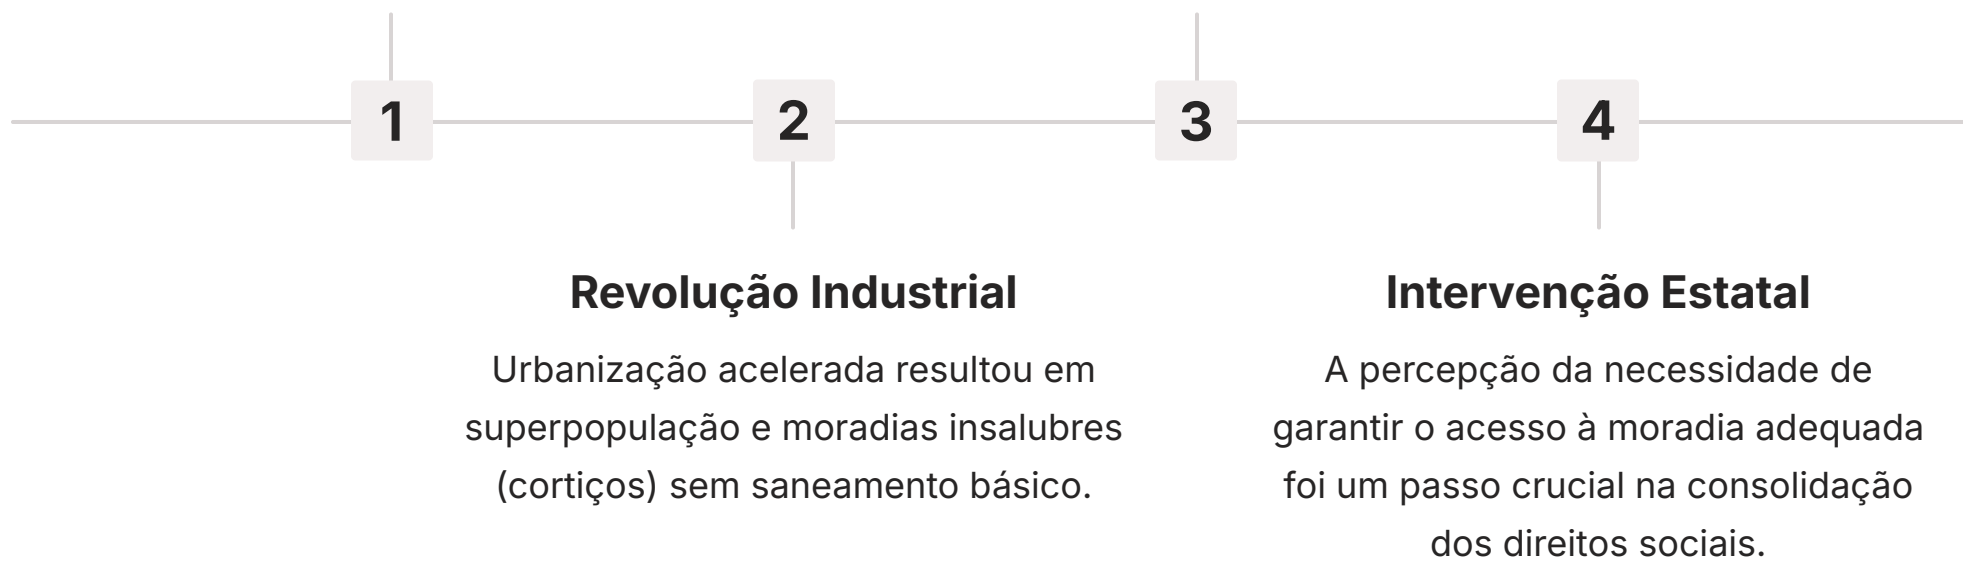 1
2
3
4
Revolução Industrial
Urbanização acelerada resultou em
superpopulação e moradias insalubres
(cortiços) sem saneamento básico.
Intervenção Estatal
A percepção da necessidade de
garantir o acesso à moradia adequada
foi um passo crucial na consolidação
dos direitos sociais.